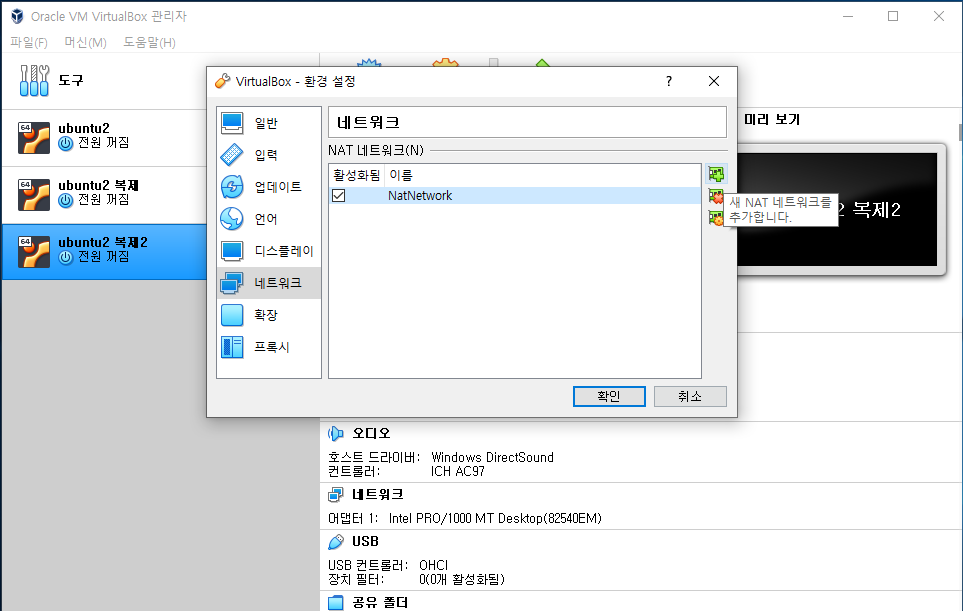 Oracle VM VirtualBox 관리자
파일(F) 머신(M) 도움말(H)
도구
64 ubuntu2
전원 꺼짐
64 ubuntu2 복제
전원 꺼짐
64 ubuntu2 복제2
전원 꺼짐
VirtualBox - 환경 설정
?
일반
입력
업데이트
언어
디스플레이
네트워크
확장
프록시
네트워크
NAT 네트워크(N)
활성화됨 이름
NatNetwork
새 NAT 네트워크를
추가합니다.
확인 취소
미리 보기
2 복제2
오디오
호스트 드라이버: Windows DirectSound
컨트롤러: ICH AC97
네트워크
어댑터 1: Intel PRO/1000 MT Desktop(82540EM)
USB
USB 컨트롤러: OHCI
장치 필터: 0(0개 활성화됨)
공유 폴더